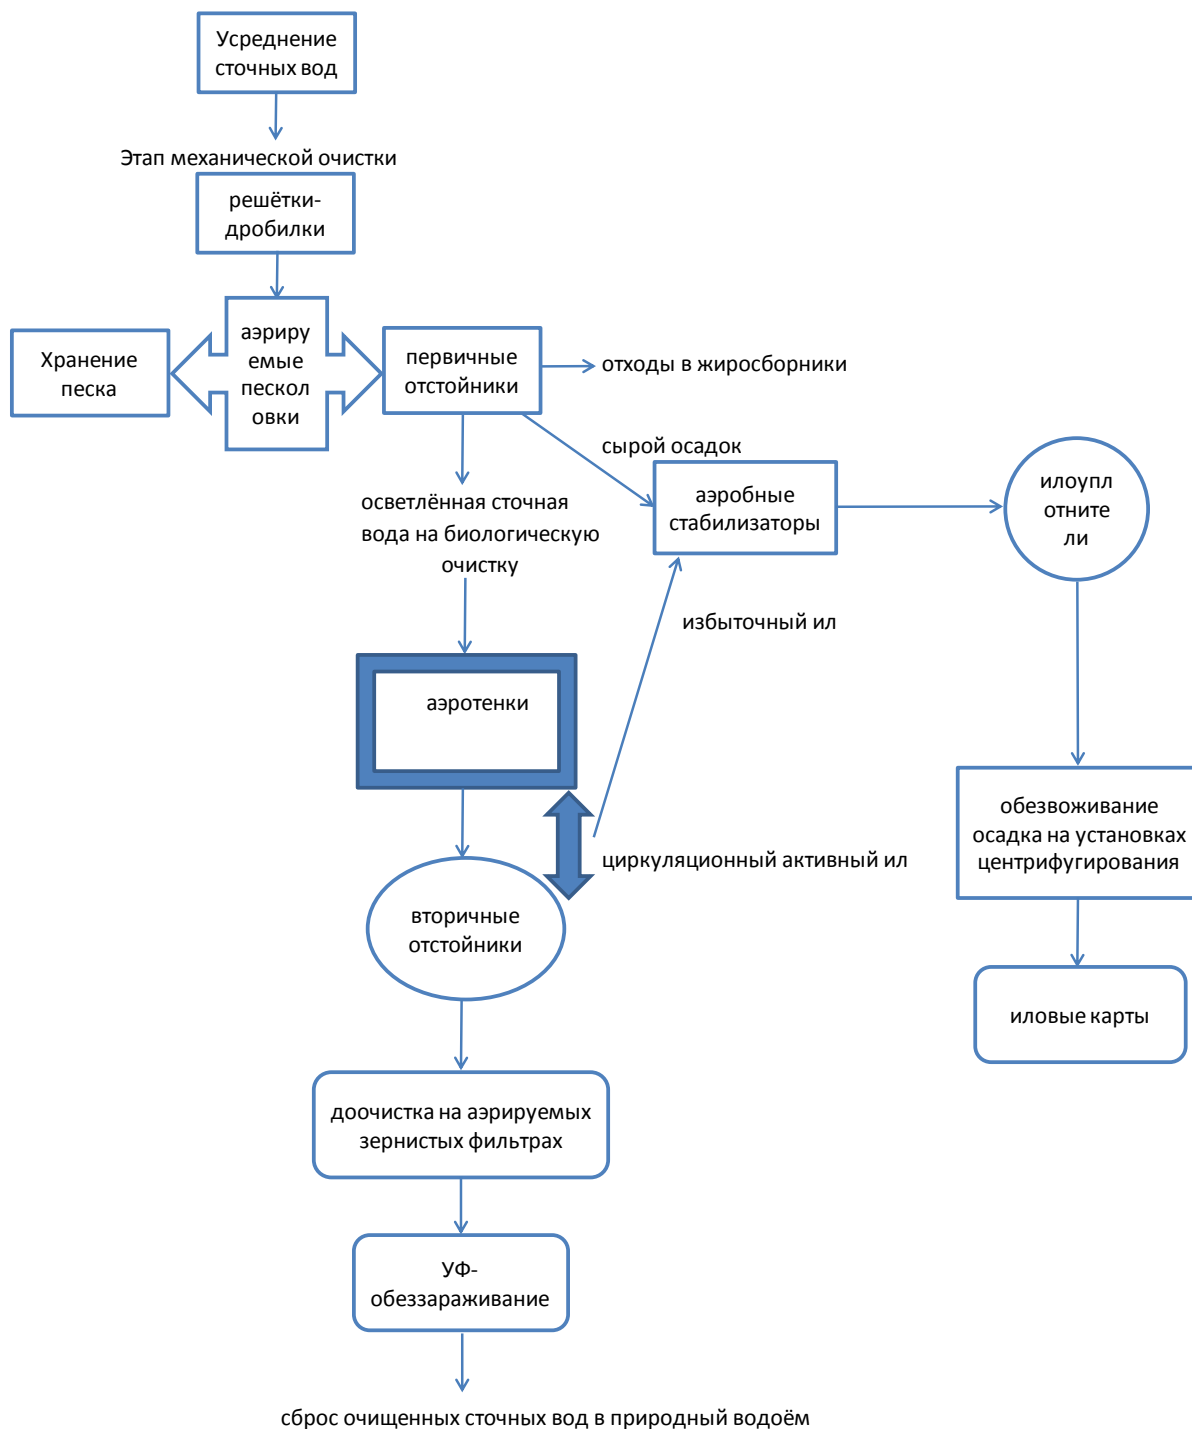 Усреднение
сточных вод
Этап механической очистки
решётки-
дробилки
Хранение
песка
аэриру
емые
пескол
овки
первичные
отстойники
отходы в жиросборники
сырой осадок
аэробные
стабилизаторы
илоупл
отните
ли
осветлённая сточная
вода на биологическую
очистку
избыточный ил
аэротенки
циркуляционный активный ил
обезвоживание
осадка на установках
центрифугирования
вторичные
отстойники
иловые карты
доочистка на аэрируемых
зернистых фильтрах
УФ-
обеззараживание
сброс очищенных сточных вод в природный водоём